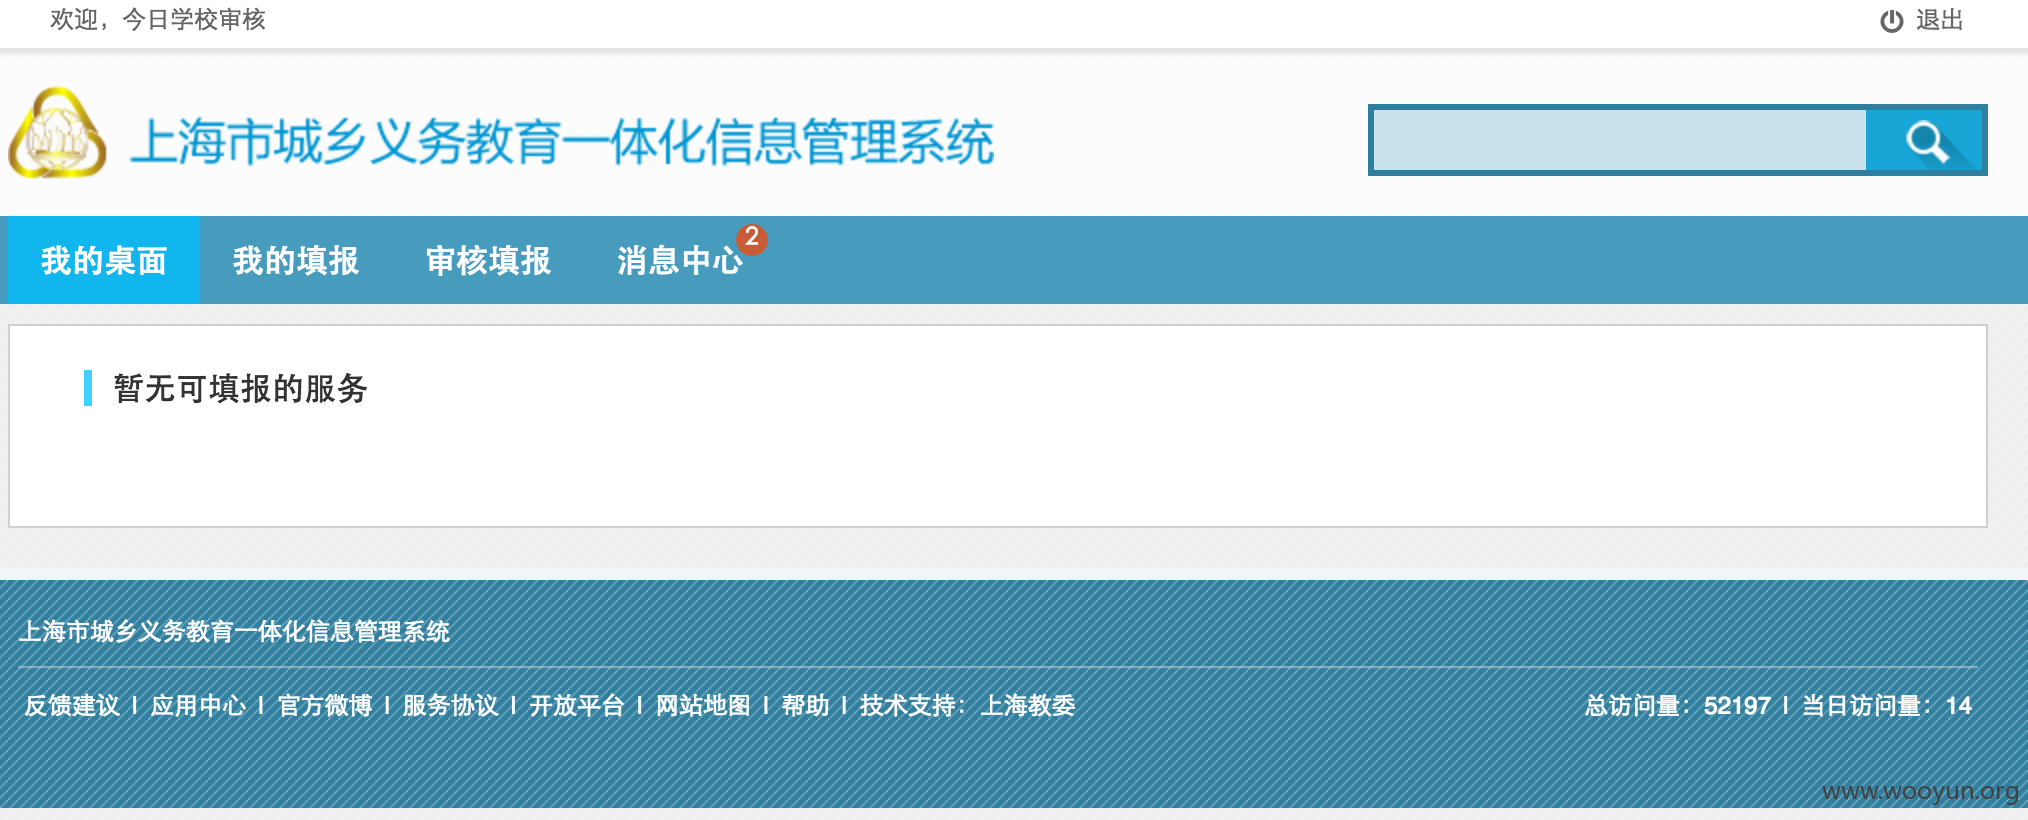 欢迎，今日学校审核 退出
上海市城乡义务教育一体化信息管理系统
我的桌面 我的填报 审核填报 消息中心 2
暂无可填报的服务
上海市城乡义务教育一体化信息管理系统
反馈建议 | 应用中心 | 官方微博 | 服务协议 | 开放平台 | 网站地图 | 帮助 | 技术支持：上海教委 总访问量：52197 | 当日访问量：14
www.wooyun.org